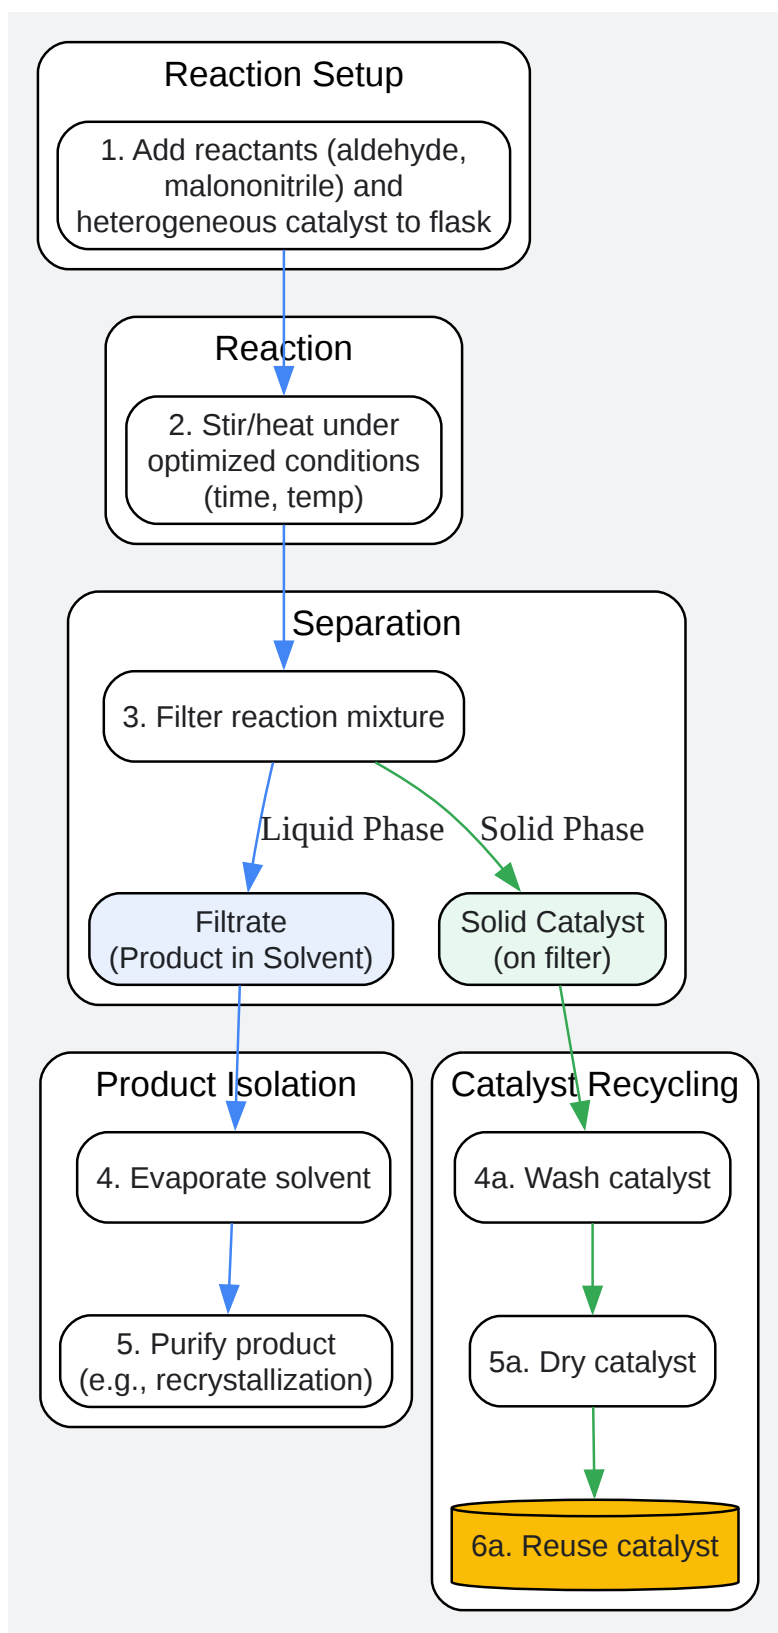 Reaction Setup
1. Add reactants (aldehyde,
malononitrile) and
heterogeneous catalyst to flask
Reaction
2. Stir/heat under
optimized conditions
(time, temp)
Separation
3. Filter reaction mixture
Liquid Phase
Solid Phase
Filtrate
(Product in Solvent)
Solid Catalyst
(on filter)
Product Isolation
4. Evaporate solvent
5. Purify product
(e.g., recrystallization)
Catalyst Recycling
4a. Wash catalyst
5a. Dry catalyst
6a. Reuse catalyst